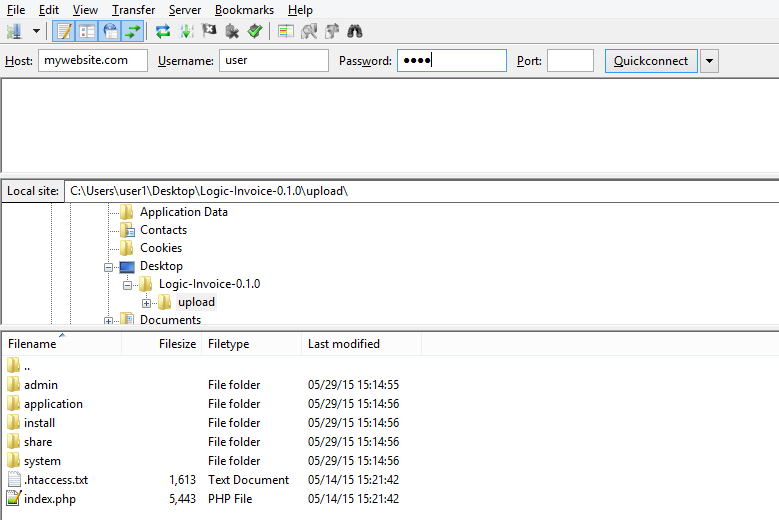 File Edit View Transfer Server Bookmarks Help
Host: mywebsite.com Username: user Password: ●●●● Port: Quickconnect
Local site: C:\Users\user1\Desktop\Logic-Invoice-0.1.0\upload\
Application Data
Contacts
Cookies
Desktop
Logic-Invoice-0.1.0
upload
Documents
Filename Filesize Filetype Last modified
..
admin File folder 05/29/15 15:14:55
application File folder 05/29/15 15:14:56
install File folder 05/29/15 15:14:56
share File folder 05/29/15 15:14:56
system File folder 05/29/15 15:14:56
.htaccess.txt 1,613 Text Document 05/14/15 15:21:42
index.php 5,443 PHP File 05/14/15 15:21:42